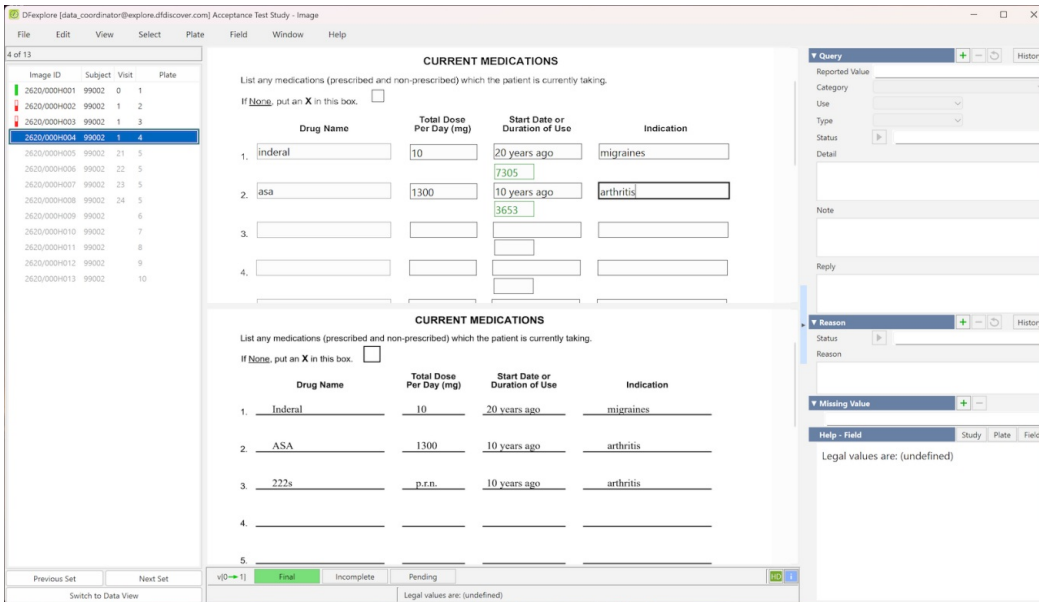 DFexplore [data_coordinator@explore.dfdiscover.com] Acceptance Test Study - Image
File Edit View Select Plate Field Window Help
4 of 13
Image ID Subject Visit Plate
2620/000H001 99002 0 1
2620/000H002 99002 1 2
2620/000H003 99002 1 3
2620/000H004 99002 1 4
2620/000H005 99002 21 5
2620/000H006 99002 22 5
2620/000H007 99002 23 5
2620/000H008 99002 24 5
2620/000H009 99002 6
2620/000H010 99002 7
2620/000H011 99002 8
2620/000H012 99002 9
2620/000H013 99002 10
Previous Set Next Set
Switch to Data View
CURRENT MEDICATIONS
List any medications (prescribed and non-prescribed) which the patient is currently taking.
If None, put an X in this box.
Drug Name Total Dose Per Day (mg) Start Date or Duration of Use Indication
1. inderal 10 20 years ago migraines
7305
2. asa 1300 10 years ago arthritis
3653
3.
4.
CURRENT MEDICATIONS
List any medications (prescribed and non-prescribed) which the patient is currently taking.
If None, put an X in this box.
Drug Name Total Dose Per Day (mg) Start Date or Duration of Use Indication
1. Inderal 10 20 years ago migraines
2. ASA 1300 10 years ago arthritis
3. 222s p.r.n. 10 years ago arthritis
4.
5.
v(0→1) Final Incomplete Pending HD i
Legal values are: (undefined)
Query Histor
Reported Value
Category
Use
Type
Status
Detail
Note
Reply
Reason Histor
Status
Reason
Missing Value
Help - Field Study Plate Field
Legal values are: (undefined)